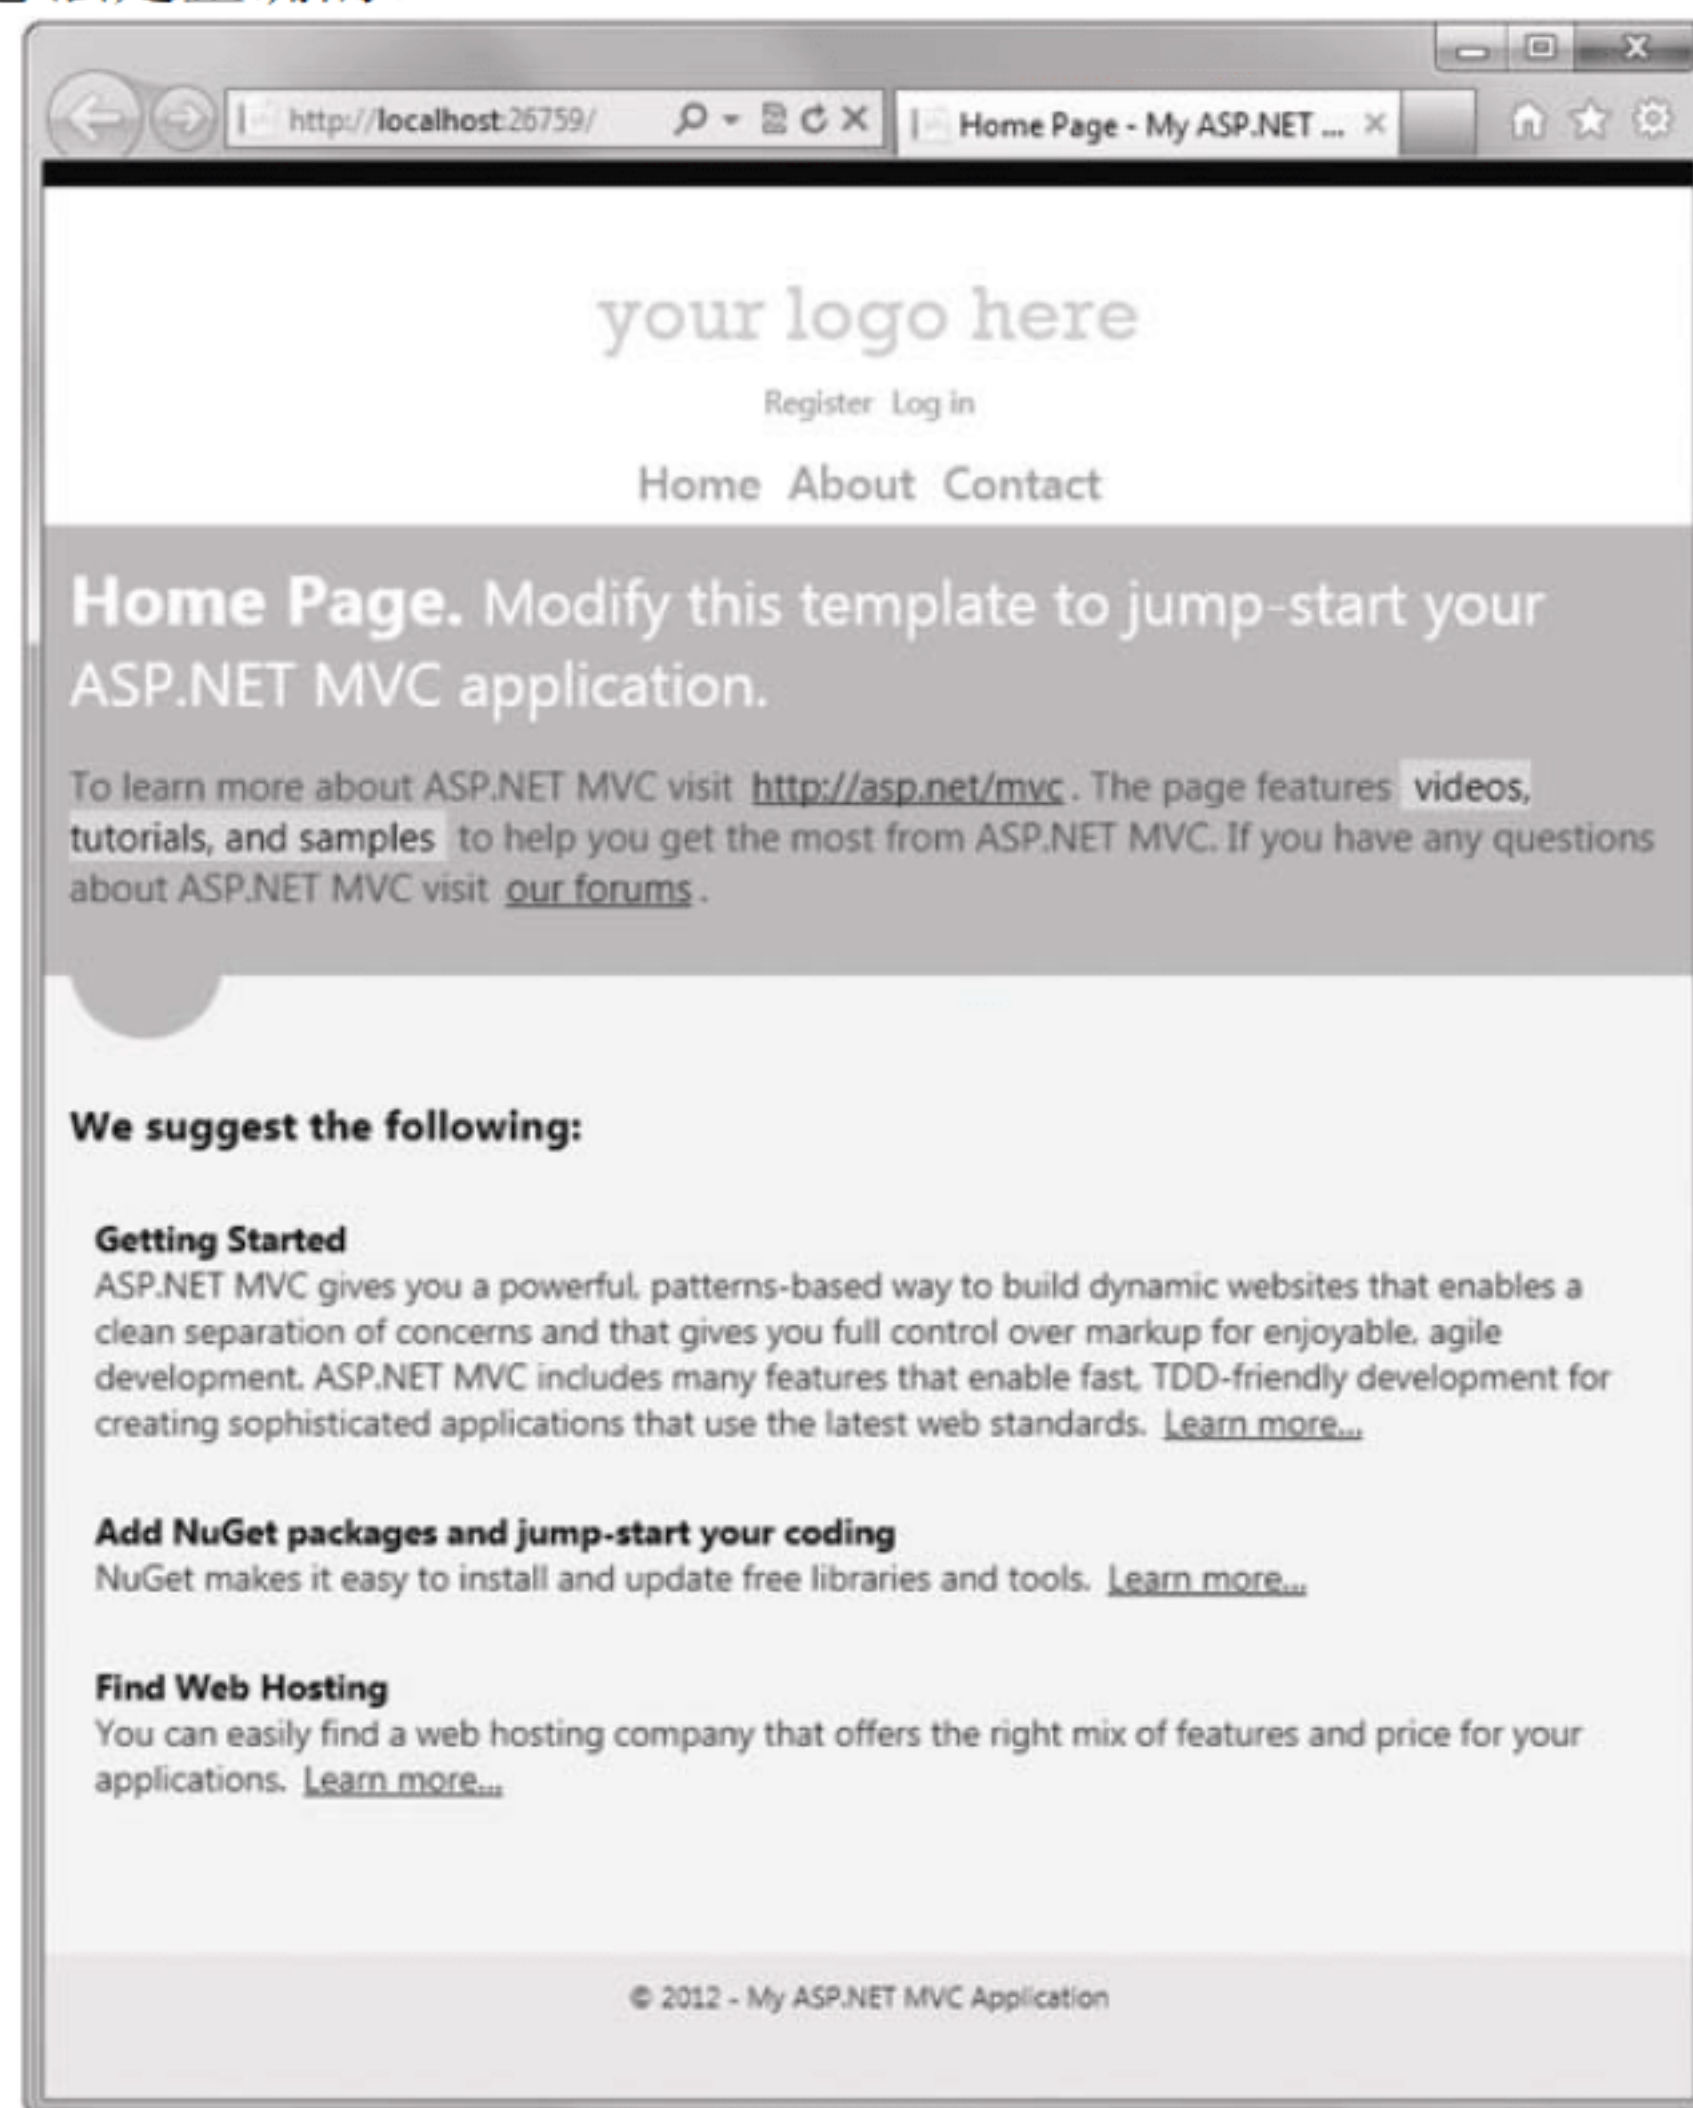 http://localhost:26759/
Home Page - My ASP.NET ...
your logo here
Register Log in
Home About Contact
Home Page. Modify this template to jump-start your
ASP.NET MVC application.
To learn more about ASP.NET MVC visit http://asp.net/mvc. The page features videos,
tutorials, and samples to help you get the most from ASP.NET MVC. If you have any questions
about ASP.NET MVC visit our forums.
We suggest the following:
Getting Started
ASP.NET MVC gives you a powerful, patterns-based way to build dynamic websites that enables a
clean separation of concerns and that gives you full control over markup for enjoyable, agile
development. ASP.NET MVC includes many features that enable fast, TDD-friendly development for
creating sophisticated applications that use the latest web standards. Learn more...
Add NuGet packages and jump-start your coding
NuGet makes it easy to install and update free libraries and tools. Learn more...
Find Web Hosting
You can easily find a web hosting company that offers the right mix of features and price for your
applications. Learn more...
© 2012 - My ASP.NET MVC Application